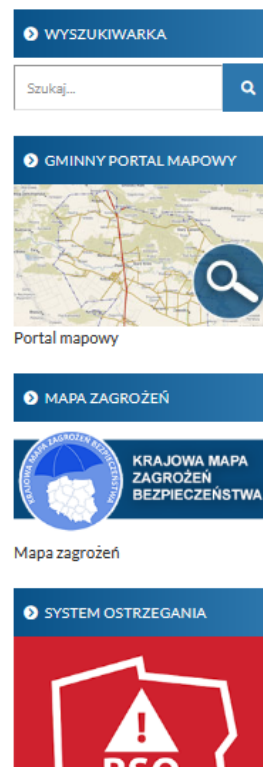 WYSZUKIWARKA
Szukaj...
GMINNY PORTAL MAPOWY
Portal mapowy
MAPA ZAGROŻEŃ
KRAJOWA MAPA ZAGROŻEŃ BEZPIECZEŃSTWA
KRAJOWA MAPA
ZAGROŻEŃ
BEZPIECZEŃSTWA
Mapa zagrożeń
SYSTEM OSTRZEGANIA
RSO